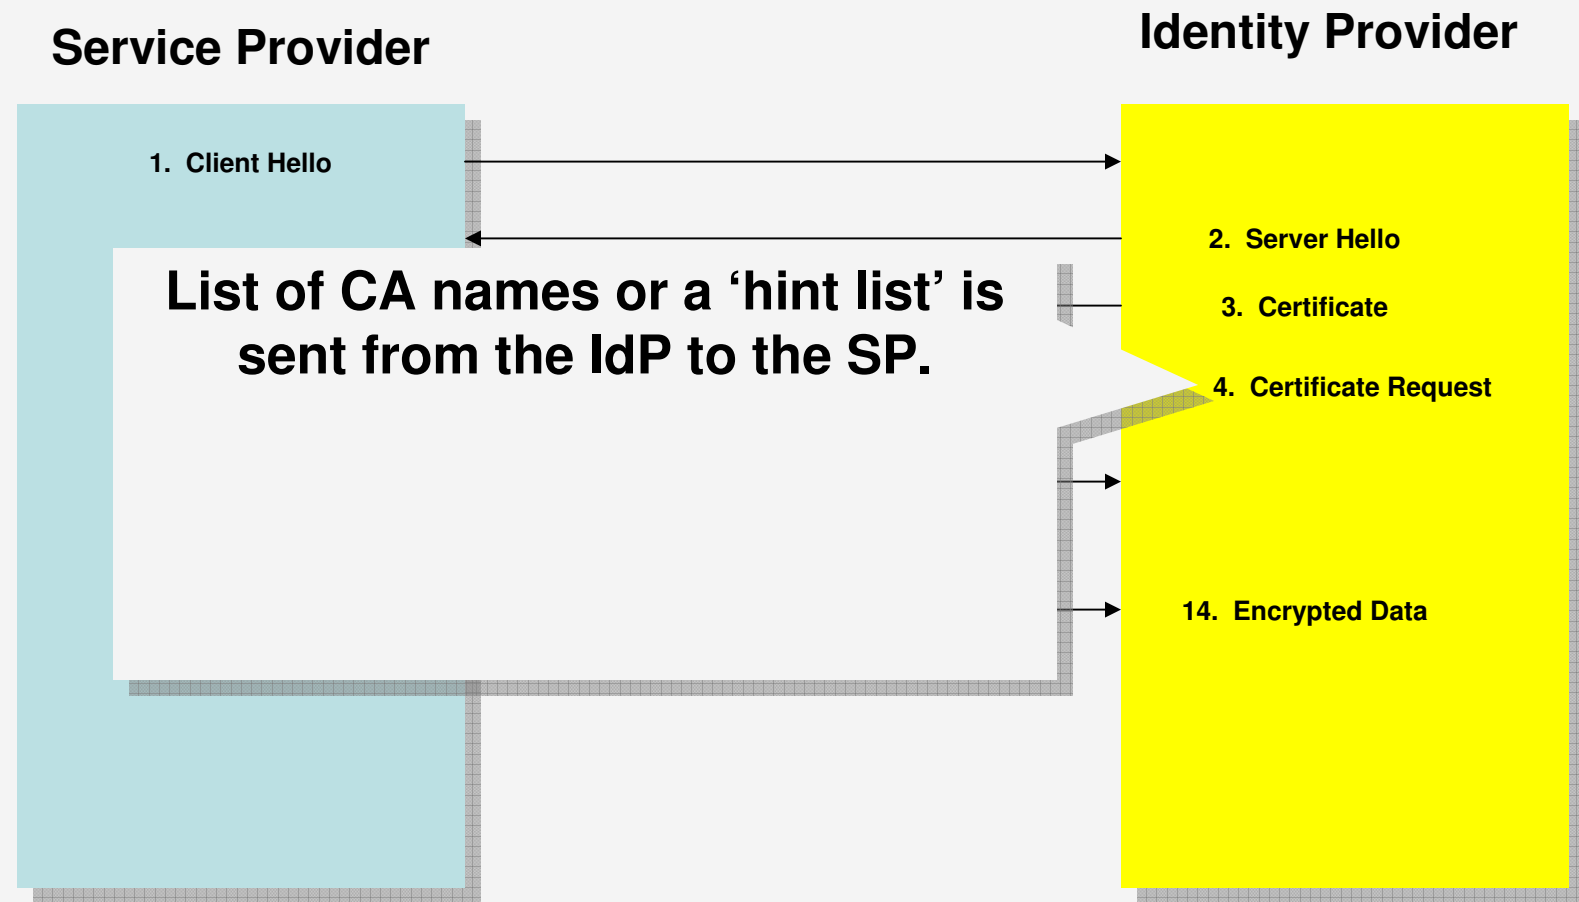 Service Provider
Identity Provider
1. Client Hello
2. Server Hello
List of CA names or a ‘hint list’ is
sent from the IdP to the SP.
3. Certificate
4. Certificate Request
14. Encrypted Data